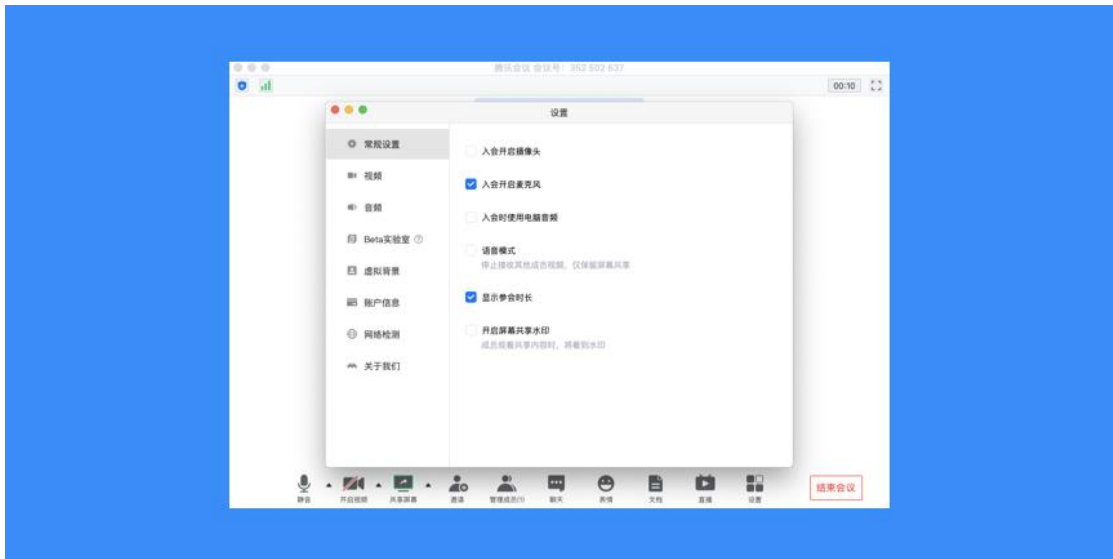 腾讯会议 会议号：392 502 637
00:10
设置
常规设置
视频
音频
Beta实验室
虚拟背景
账户信息
网络检测
关于我们
入会开启摄像头
入会开启麦克风
入会时使用电脑音频
语音模式
停止接收其他成员视频，仅保留屏幕共享
显示参会时长
开启屏幕共享水印
成员观看共享内容时，将看到水印
静音
开启视频
共享屏幕
邀请
管理成员(1)
聊天
表情
文档
直播
设置
结束会议